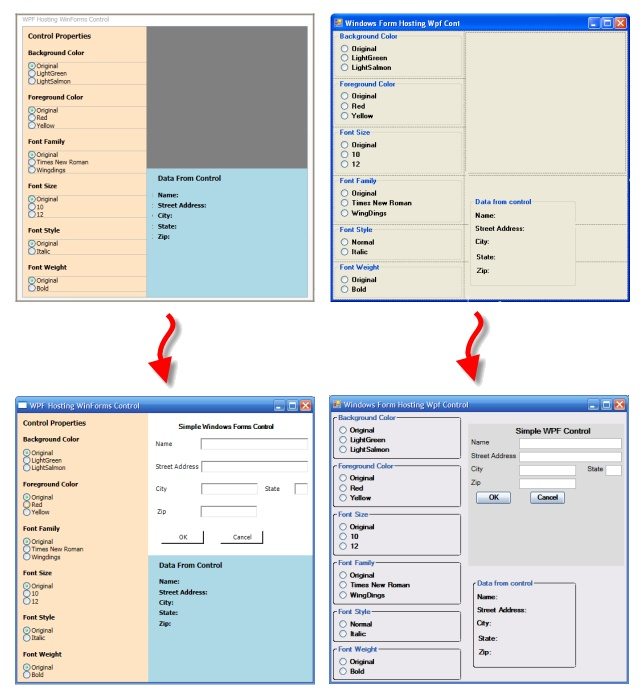 WPF Hosting WinForms Control
Control Properties
Background Color
Original
LightGreen
LightSalmon
Foreground Color
Original
Red
Yellow
Font Family
Original
Times New Roman
Wingdings
Font Size
Original
10
12
Font Style
Original
Italic
Font Weight
Original
Bold
Data From Control
Name:
Street Address:
City:
State:
Zip:
Windows Form Hosting Wpf Cont
Background Color
Original
LightGreen
LightSalmon
Foreground Color
Original
Red
Yellow
Font Size
Original
10
12
Font Family
Original
Times New Roman
WingDings
Font Style
Normal
Italic
Font Weight
Original
Bold
Data from control
Name:
Street Address:
City:
State:
Zip:
WPF Hosting WinForms Control
Control Properties
Background Color
Original
LightGreen
LightSalmon
Foreground Color
Original
Red
Yellow
Font Family
Original
Times New Roman
Wingdings
Font Size
Original
10
12
Font Style
Original
Italic
Font Weight
Original
Bold
Simple Windows Forms Control
Name
Street Address
City State
Zip
OK Cancel
Data From Control
Name:
Street Address:
City:
State:
Zip:
Windows Form Hosting Wpf Control
Background Color
Original
LightGreen
LightSalmon
Foreground Color
Original
Red
Yellow
Font Size
Original
10
12
Font Family
Original
Times New Roman
WingDings
Font Style
Normal
Italic
Font Weight
Original
Bold
Simple WPF Control
Name
Street Address
City State
Zip
OK Cancel
Data from control
Name:
Street Address:
City:
State:
Zip: